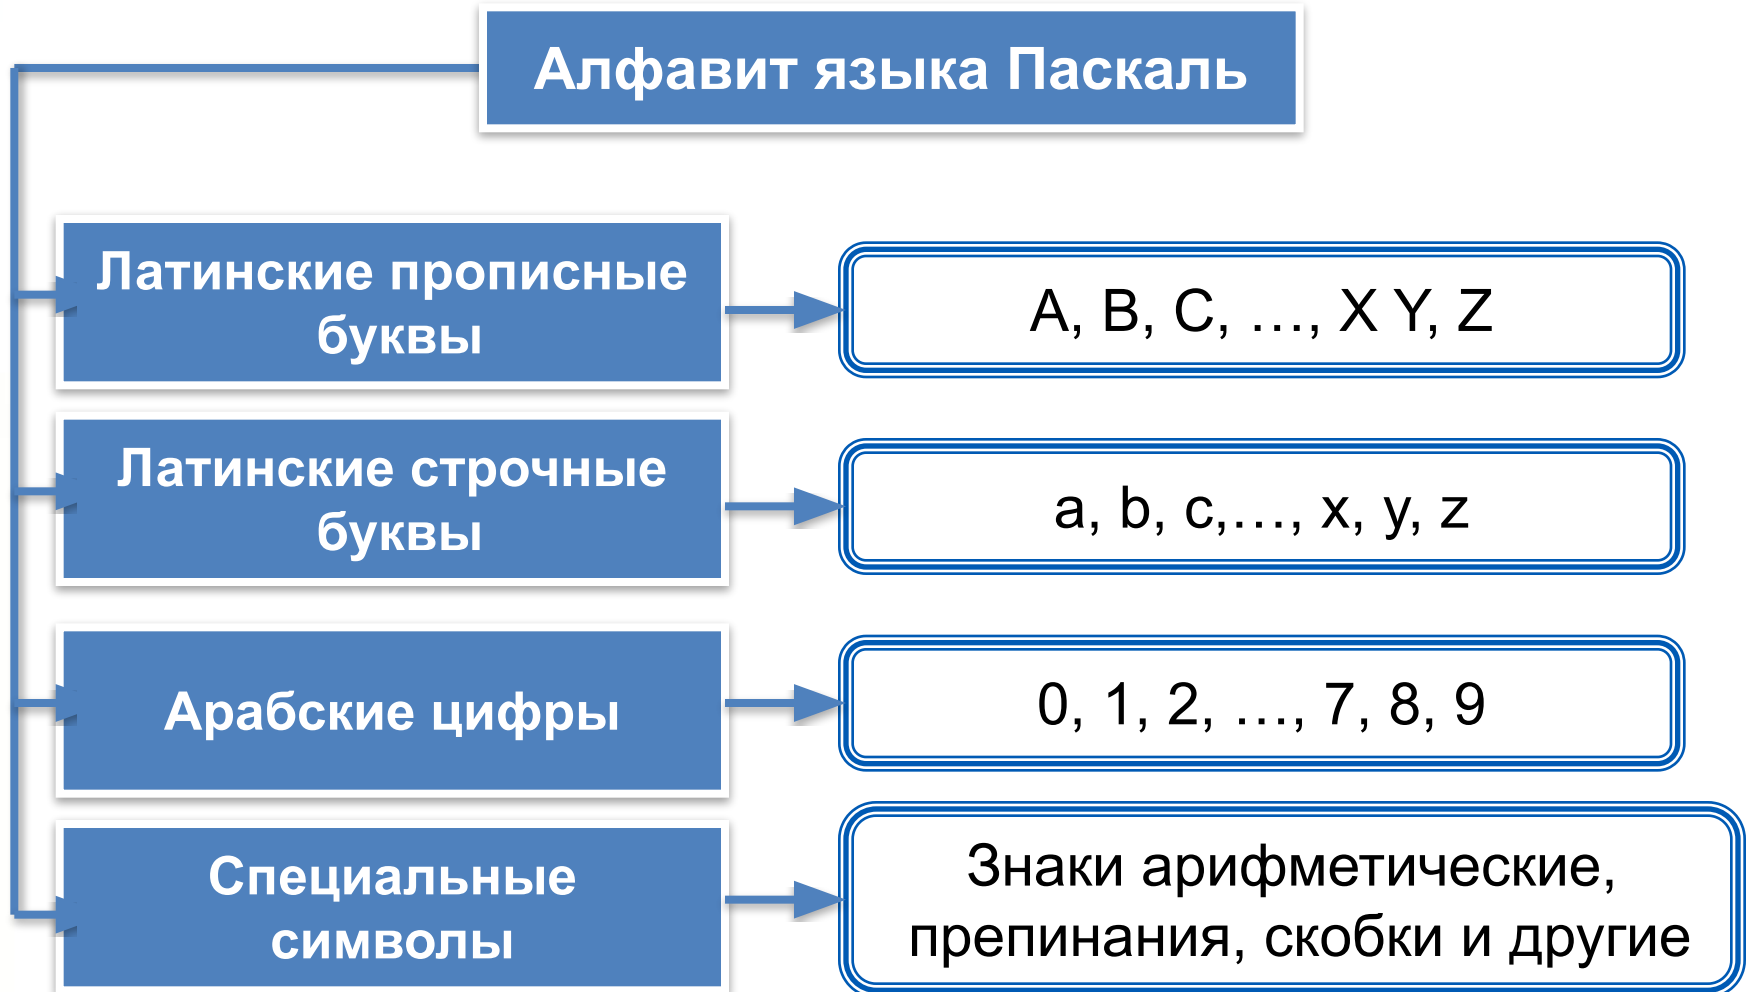 Алфавит языка Паскаль
Латинские прописные
буквы
A, B, C, …, X Y, Z
Латинские строчные
буквы
a, b, c,…, x, y, z
Арабские цифры
0, 1, 2, …, 7, 8, 9
Специальные
символы
Знаки арифметические,
препинания, скобки и другие